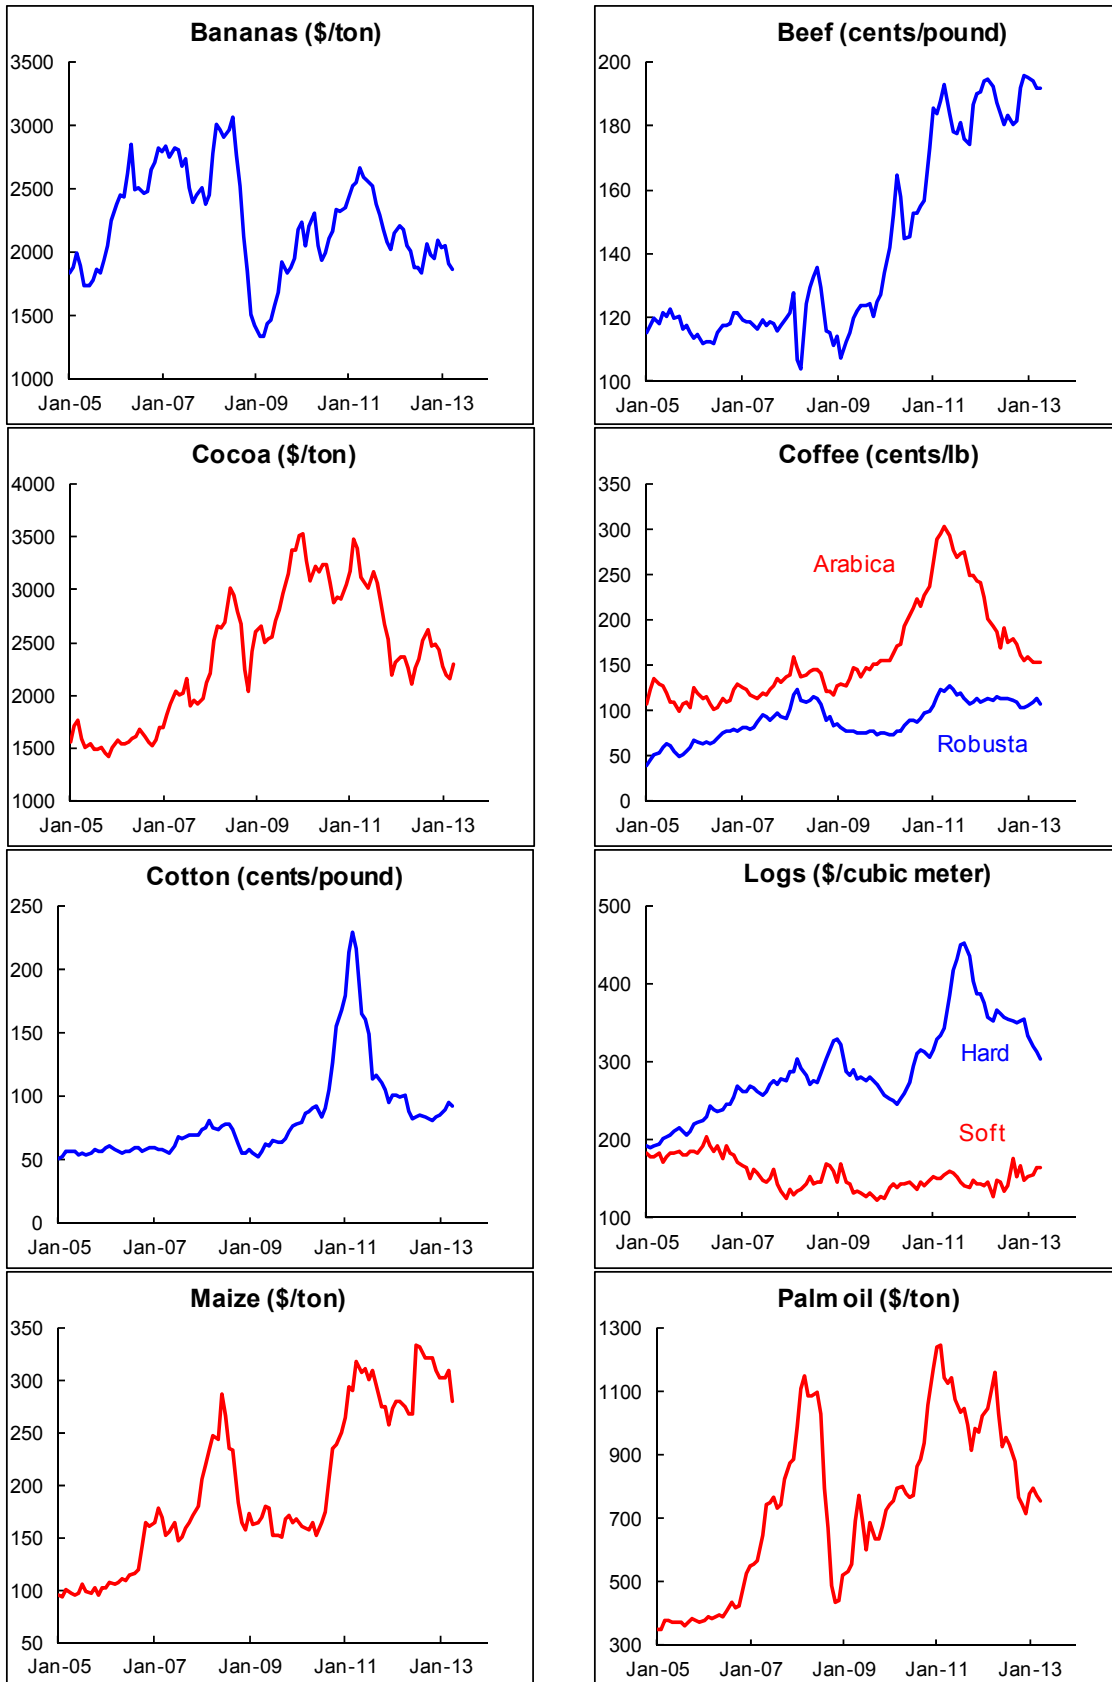 Bananas ($/ton)
3500
3000
2500
2000
1500
1000
Jan-05 Jan-07 Jan-09 Jan-11 Jan-13
Beef (cents/pound)
200
180
160
140
120
100
Jan-05 Jan-07 Jan-09 Jan-11 Jan-13
Cocoa ($/ton)
4000
3500
3000
2500
2000
1500
1000
Jan-05 Jan-07 Jan-09 Jan-11 Jan-13
Coffee (cents/lb)
350
300
250
200
150
100
50
0
Arabica
Robusta
Jan-05 Jan-07 Jan-09 Jan-11 Jan-13
Cotton (cents/pound)
250
200
150
100
50
0
Jan-05 Jan-07 Jan-09 Jan-11 Jan-13
Logs ($/cubic meter)
500
400
300
200
100
Hard
Soft
Jan-05 Jan-07 Jan-09 Jan-11 Jan-13
Maize ($/ton)
350
300
250
200
150
100
50
Jan-05 Jan-07 Jan-09 Jan-11 Jan-13
Palm oil ($/ton)
1300
1100
900
700
500
300
Jan-05 Jan-07 Jan-09 Jan-11 Jan-13